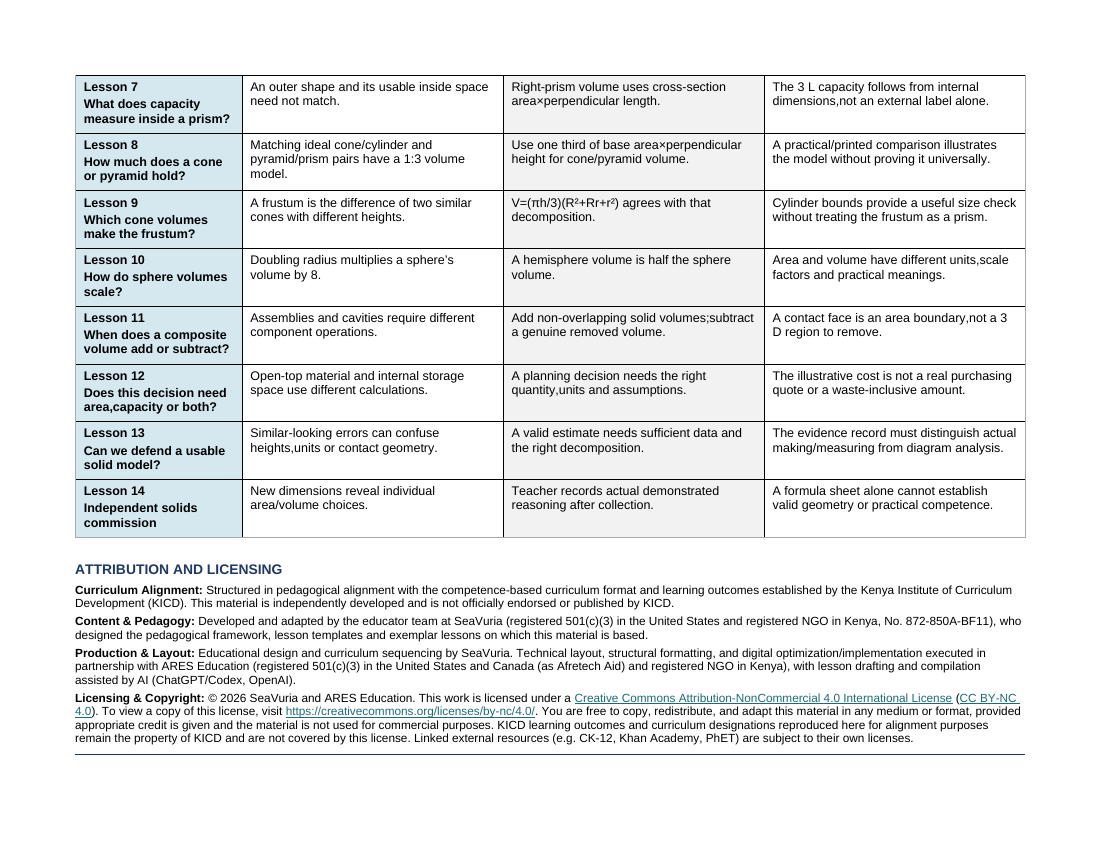 Lesson 7
What does capacity
measure inside a prism?
An outer shape and its usable inside space
need not match.
Right-prism volume uses cross-section
area×perpendicular length.
The 3 L capacity follows from internal
dimensions,not an external label alone.
Lesson 8
How much does a cone
or pyramid hold?
Matching ideal cone/cylinder and
pyramid/prism pairs have a 1:3 volume
model.
Use one third of base area×perpendicular
height for cone/pyramid volume.
A practical/printed comparison illustrates
the model without proving it universally.
Lesson 9
Which cone volumes
make the frustum?
A frustum is the difference of two similar
cones with different heights.
V=(πh/3)(R²+Rr+r²) agrees with that
decomposition.
Cylinder bounds provide a useful size check
without treating the frustum as a prism.
Lesson 10
How do sphere volumes
scale?
Doubling radius multiplies a sphere’s
volume by 8.
A hemisphere volume is half the sphere
volume.
Area and volume have different units,scale
factors and practical meanings.
Lesson 11
When does a composite
volume add or subtract?
Assemblies and cavities require different
component operations.
Add non-overlapping solid volumes;subtract
a genuine removed volume.
A contact face is an area boundary,not a 3
D region to remove.
Lesson 12
Does this decision need
area,capacity or both?
Open-top material and internal storage
space use different calculations.
A planning decision needs the right
quantity,units and assumptions.
The illustrative cost is not a real purchasing
quote or a waste-inclusive amount.
Lesson 13
Can we defend a usable
solid model?
Similar-looking errors can confuse
heights,units or contact geometry.
A valid estimate needs sufficient data and
the right decomposition.
The evidence record must distinguish actual
making/measuring from diagram analysis.
Lesson 14
Independent solids
commission
New dimensions reveal individual
area/volume choices.
Teacher records actual demonstrated
reasoning after collection.
A formula sheet alone cannot establish
valid geometry or practical competence.
ATTRIBUTION AND LICENSING
Curriculum Alignment: Structured in pedagogical alignment with the competence-based curriculum format and learning outcomes established by the Kenya Institute of Curriculum
Development (KICD). This material is independently developed and is not officially endorsed or published by KICD.
Content & Pedagogy: Developed and adapted by the educator team at SeaVuria (registered 501(c)(3) in the United States and registered NGO in Kenya, No. 872-850A-BF11), who
designed the pedagogical framework, lesson templates and exemplar lessons on which this material is based.
Production & Layout: Educational design and curriculum sequencing by SeaVuria. Technical layout, structural formatting, and digital optimization/implementation executed in
partnership with ARES Education (registered 501(c)(3) in the United States and Canada (as Afretech Aid) and registered NGO in Kenya), with lesson drafting and compilation
assisted by AI (ChatGPT/Codex, OpenAI).
Licensing & Copyright: © 2026 SeaVuria and ARES Education. This work is licensed under a Creative Commons Attribution-NonCommercial 4.0 International License (CC BY-NC
4.0). To view a copy of this license, visit https://creativecommons.org/licenses/by-nc/4.0/. You are free to copy, redistribute, and adapt this material in any medium or format, provided
appropriate credit is given and the material is not used for commercial purposes. KICD learning outcomes and curriculum designations reproduced here for alignment purposes
remain the property of KICD and are not covered by this license. Linked external resources (e.g. CK-12, Khan Academy, PhET) are subject to their own licenses.